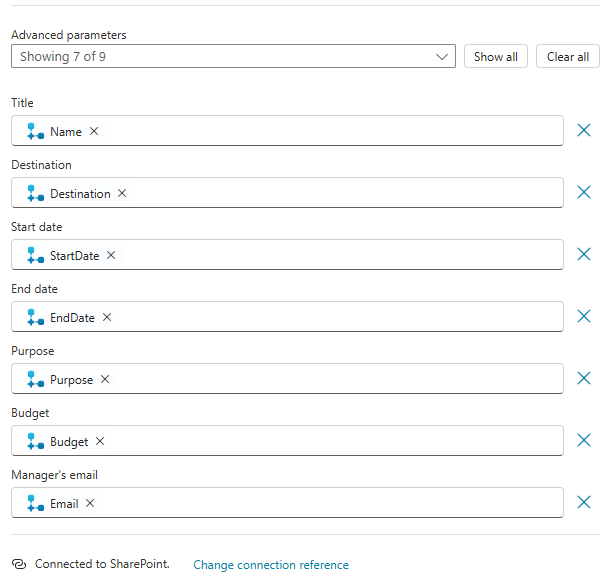 Advanced parameters
Showing 7 of 9
Show all
Clear all
Title
Name
Destination
Destination
Start date
StartDate
End date
EndDate
Purpose
Purpose
Budget
Budget
Manager's email
Email
Connected to SharePoint. Change connection reference